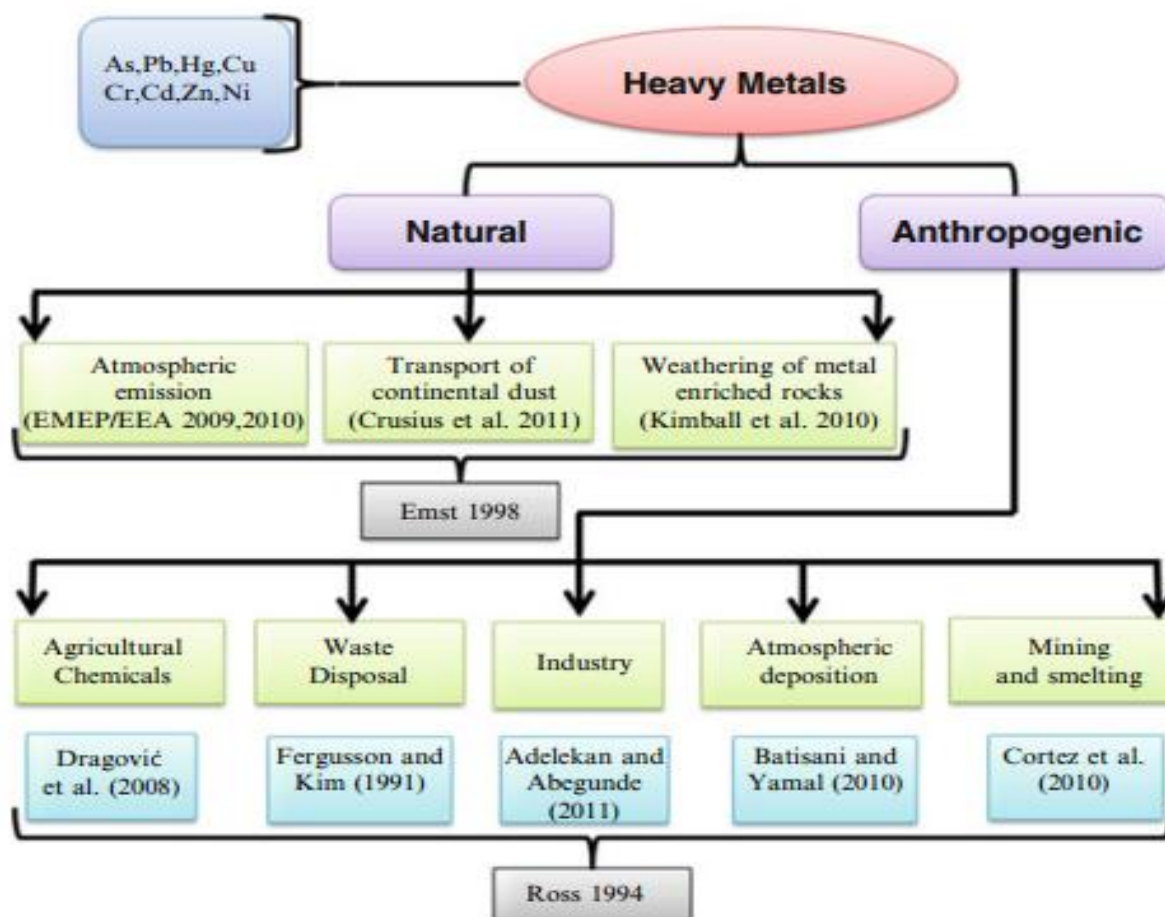 As,Pb,Hg,Cu
Cr,Cd,Zn,Ni
Heavy Metals
Natural
Anthropogenic
Atmospheric
emission
(EMEP/EEA 2009,2010)
Transport of
continental dust
(Crusius et al. 2011)
Weathering of metal
enriched rocks
(Kimball et al. 2010)
Emst 1998
Agricultural
Chemicals
Waste
Disposal
Industry
Atmospheric
deposition
Mining
and smelting
Dragović
et al. (2008)
Fergusson and
Kim (1991)
Adelekan and
Abegunde
(2011)
Batisani and
Yamal (2010)
Cortez et al.
(2010)
Ross 1994